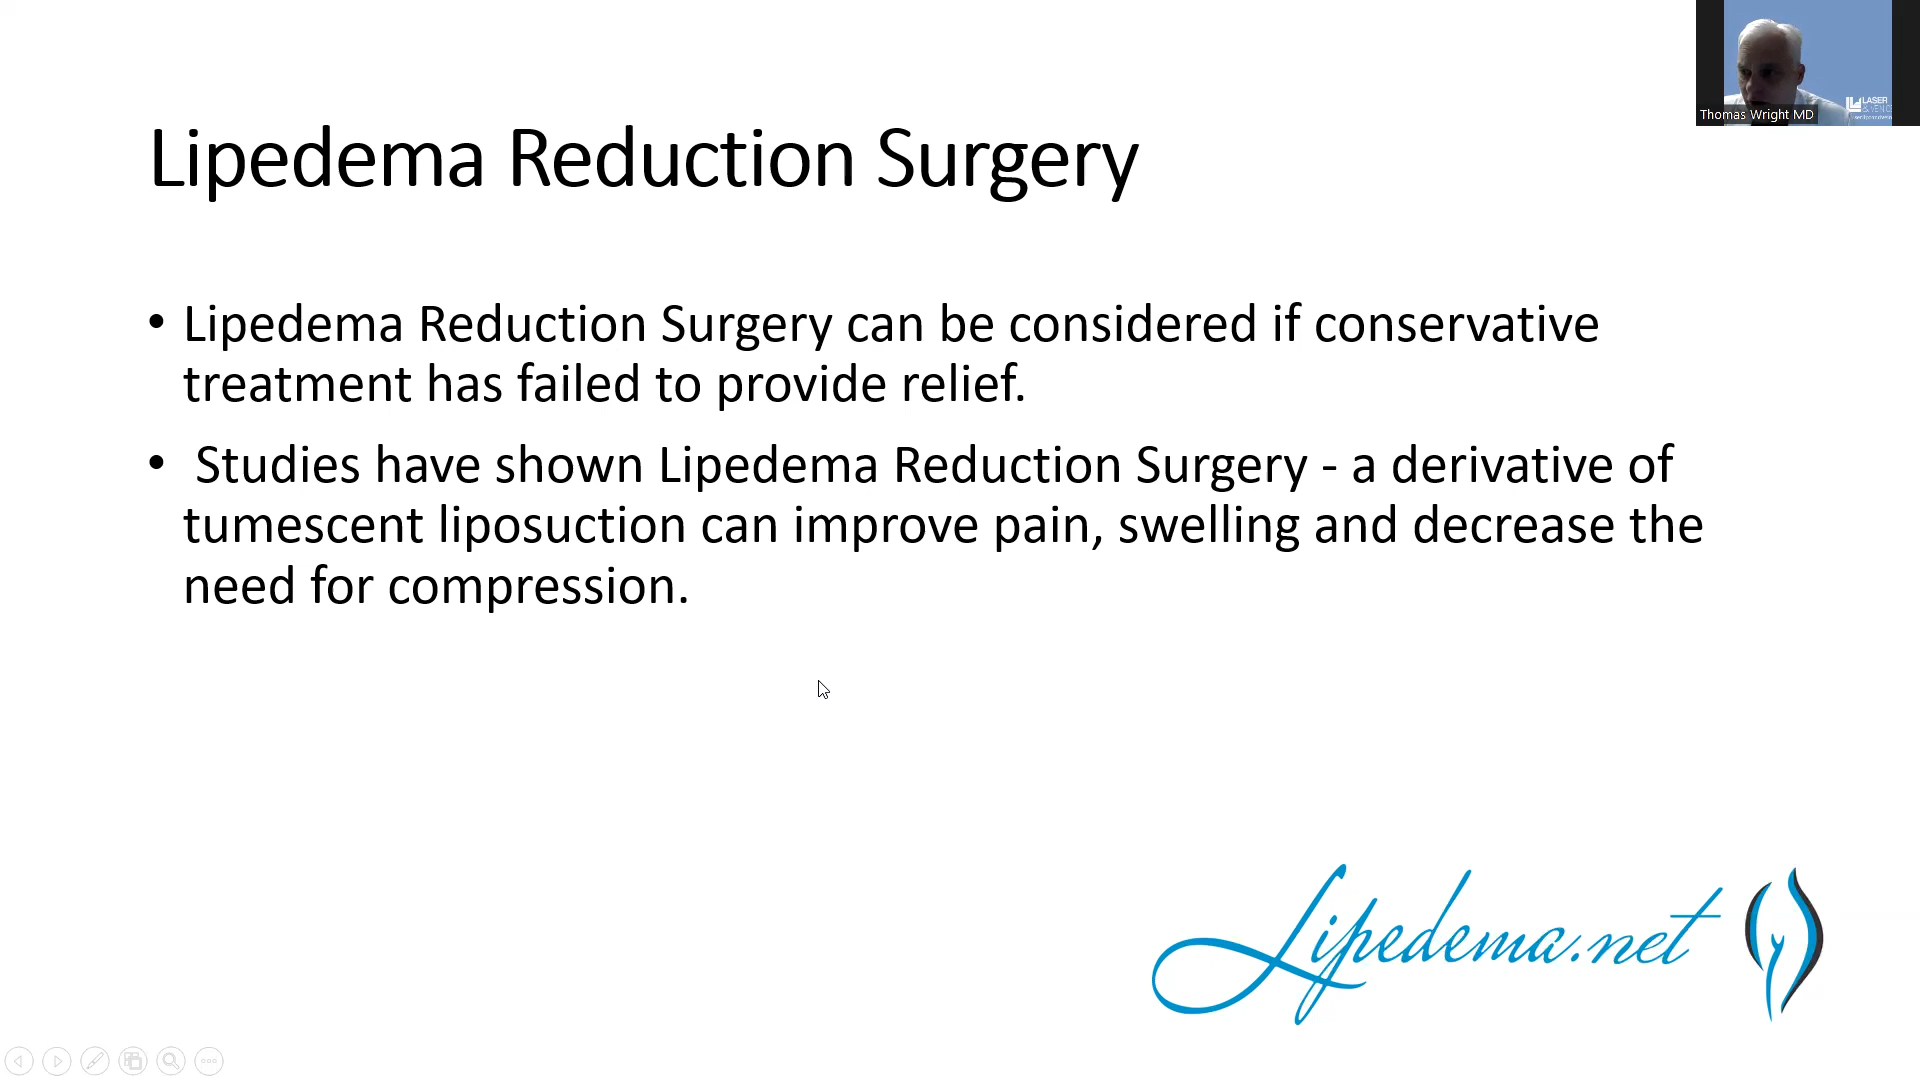 Lipedema Reduction Surgery
• Lipedema Reduction Surgery can be considered if conservative
treatment has failed to provide relief.
• Studies have shown Lipedema Reduction Surgery - a derivative of
tumescent liposuction can improve pain, swelling and decrease the
need for compression.
Thomas Wright MD
LASER
Lipedema.net